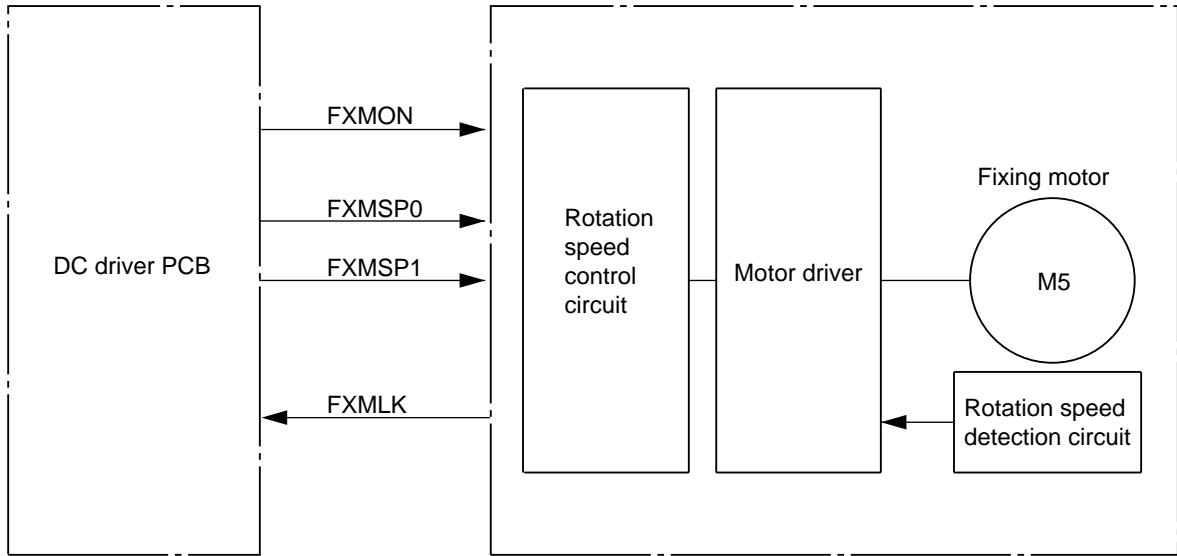 FXMON
FXMSP0
FXMSP1
FXMLK
DC driver PCB
Rotation
speed
control
circuit
Motor driver
Fixing motor
M5
Rotation speed
detection circuit